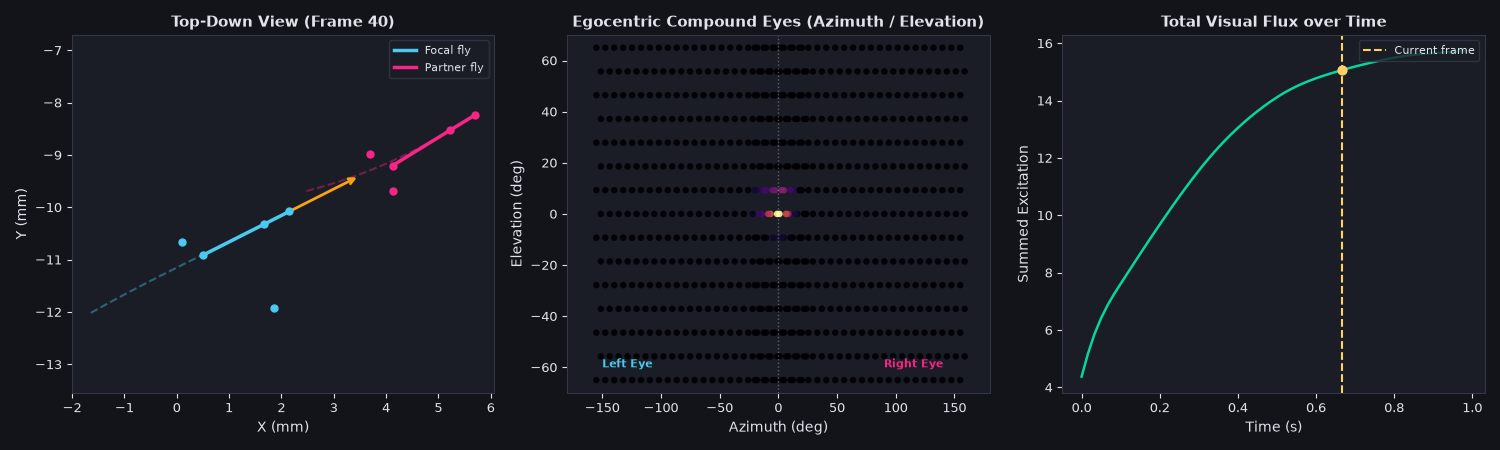 Top-Down View (Frame 40)
Focal fly
Partner fly
Y (mm)
−7
−8
−9
−10
−11
−12
−13
−2 −1 0 1 2 3 4 5 6
X (mm)
Egocentric Compound Eyes (Azimuth / Elevation)
Elevation (deg)
60
40
20
0
−20
−40
−60
Left Eye Right Eye
−150 −100 −50 0 50 100 150
Azimuth (deg)
Total Visual Flux over Time
Current frame
Summed Excitation
16
14
12
10
8
6
4
0.0 0.2 0.4 0.6 0.8 1.0
Time (s)